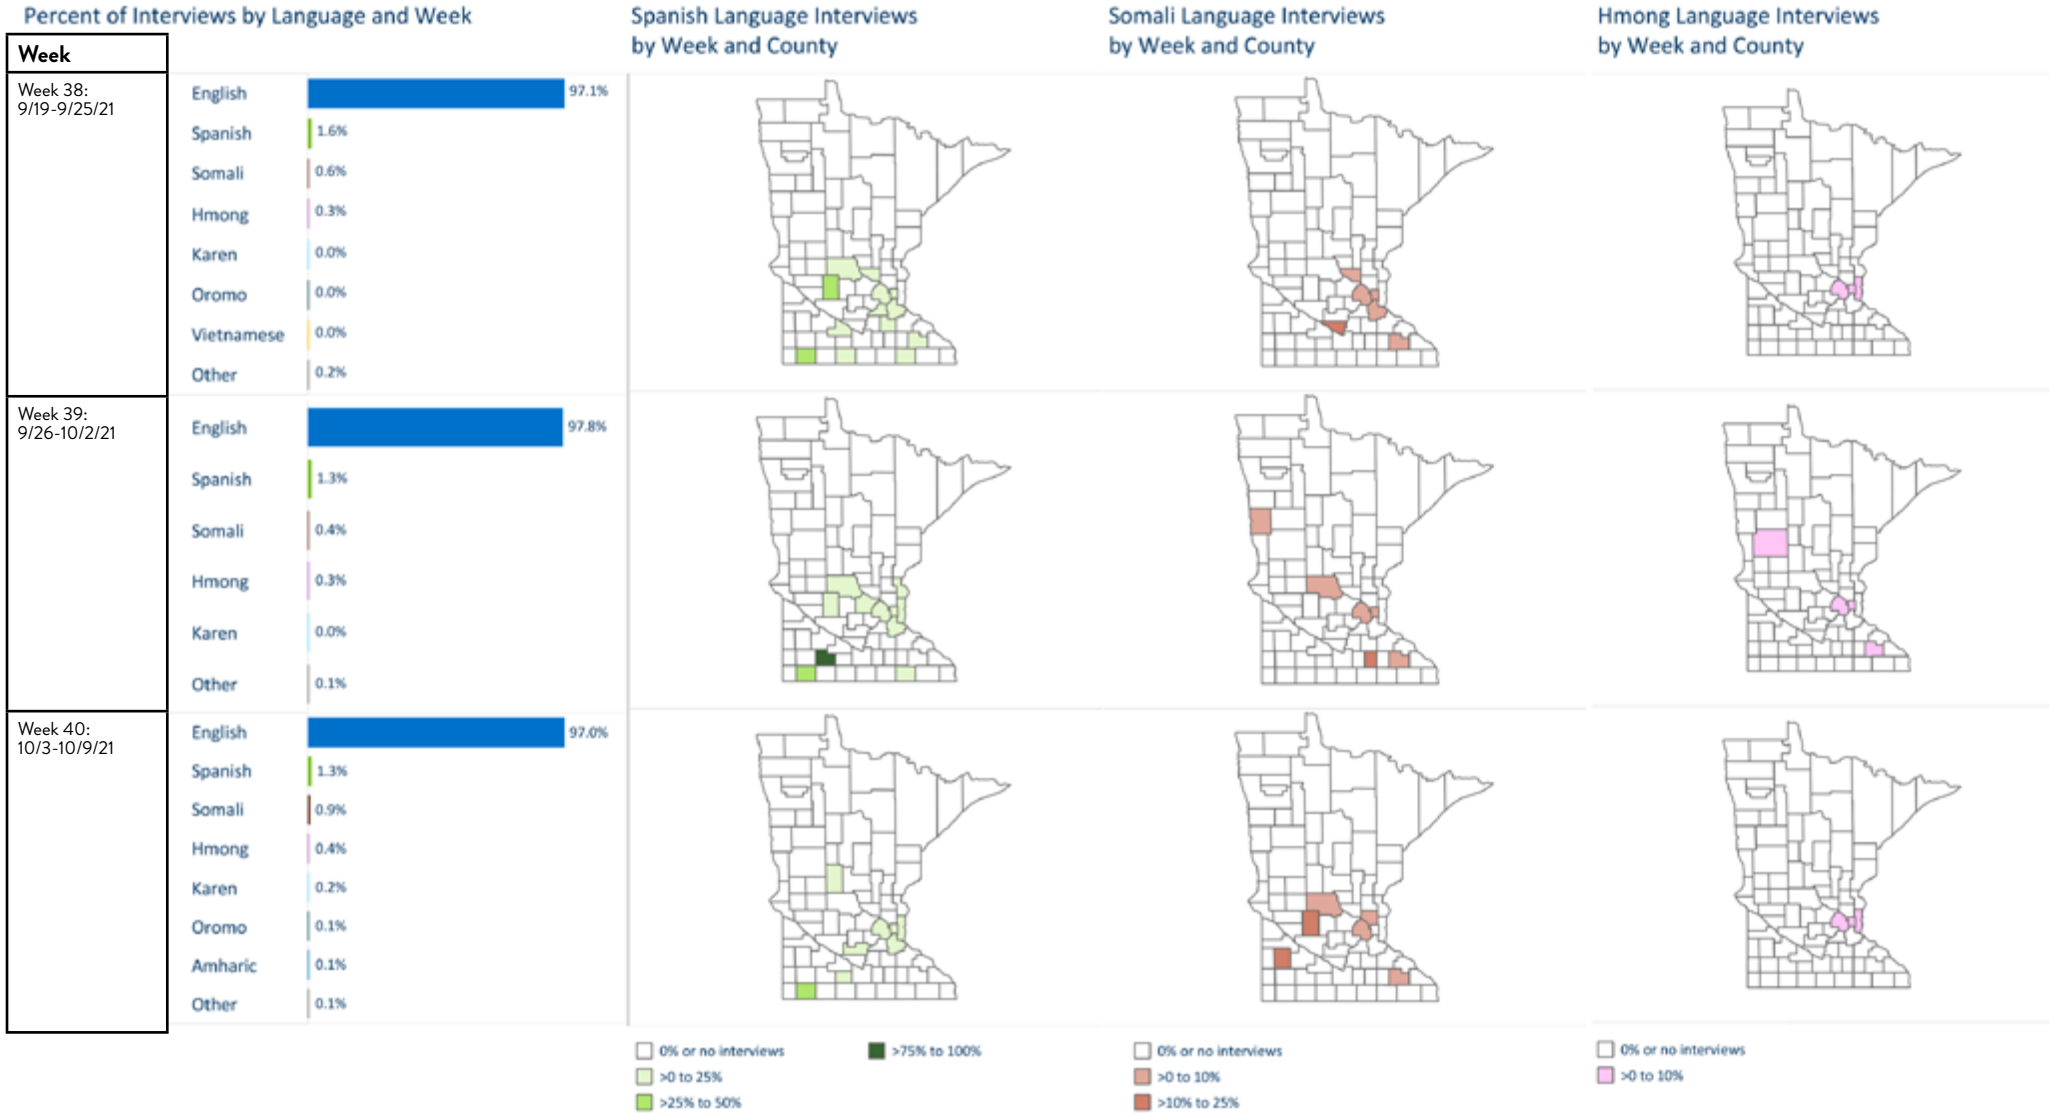 Percent of Interviews by Language and Week
Spanish Language Interviews
by Week and County
Somali Language Interviews
by Week and County
Hmong Language Interviews
by Week and County
Week
Week 38:
9/19-9/25/21
English 97.1%
Spanish 1.6%
Somali 0.6%
Hmong 0.3%
Karen 0.0%
Oromo 0.0%
Vietnamese 0.0%
Other 0.2%
Week 39:
9/26-10/2/21
English 97.8%
Spanish 1.3%
Somali 0.4%
Hmong 0.3%
Karen 0.0%
Other 0.1%
Week 40:
10/3-10/9/21
English 97.0%
Spanish 1.3%
Somali 0.9%
Hmong 0.4%
Karen 0.2%
Oromo 0.1%
Amharic 0.1%
Other 0.1%
0% or no interviews
>0 to 25%
>25% to 50%
>75% to 100%
0% or no interviews
>0 to 10%
>10% to 25%
0% or no interviews
>0 to 10%